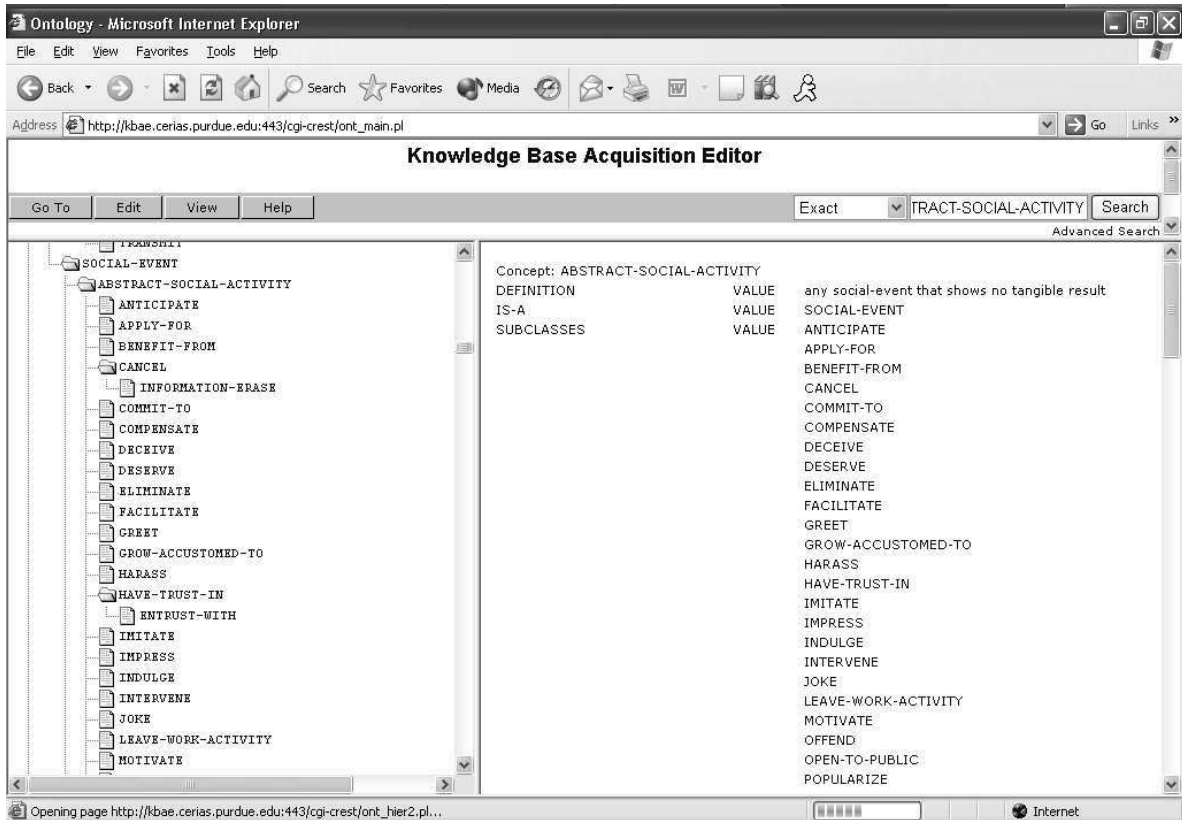 Ontology - Microsoft Internet Explorer
File Edit View Favorites Tools Help
Back Search Favorites Media
Address http://kbae.cerias.purdue.edu:443/cgi-crest/ont_main.pl Go Links »
Knowledge Base Acquisition Editor
Go To Edit View Help Exact TRACT-SOCIAL-ACTIVITY Search
Advanced Search
TRANSMIT
SOCIAL-EVENT
ABSTRACT-SOCIAL-ACTIVITY
ANTICIPATE
APPLY-FOR
BENEFIT-FROM
CANCEL
INFORMATION-ERASE
COMMIT-TO
COMPENSATE
DECEIVE
DESERVE
ELIMINATE
FACILITATE
GREET
GROW-ACCUSTOMED-TO
HARASS
HAVE-TRUST-IN
ENTRUST-WITH
IMITATE
IMPRESS
INDULGE
INTERVENE
JOKE
LEAVE-WORK-ACTIVITY
MOTIVATE
Concept: ABSTRACT-SOCIAL-ACTIVITY
DEFINITION VALUE any social-event that shows no tangible result
IS-A VALUE SOCIAL-EVENT
SUBCLASSES VALUE ANTICIPATE
APPLY-FOR
BENEFIT-FROM
CANCEL
COMMIT-TO
COMPENSATE
DECEIVE
DESERVE
ELIMINATE
FACILITATE
GREET
GROW-ACCUSTOMED-TO
HARASS
HAVE-TRUST-IN
IMITATE
IMPRESS
INDULGE
INTERVENE
JOKE
LEAVE-WORK-ACTIVITY
MOTIVATE
OFFEND
OPEN-TO-PUBLIC
POPULARIZE
Opening page http://kbae.cerias.purdue.edu:443/cgi-crest/ont_hier2.pl... Internet